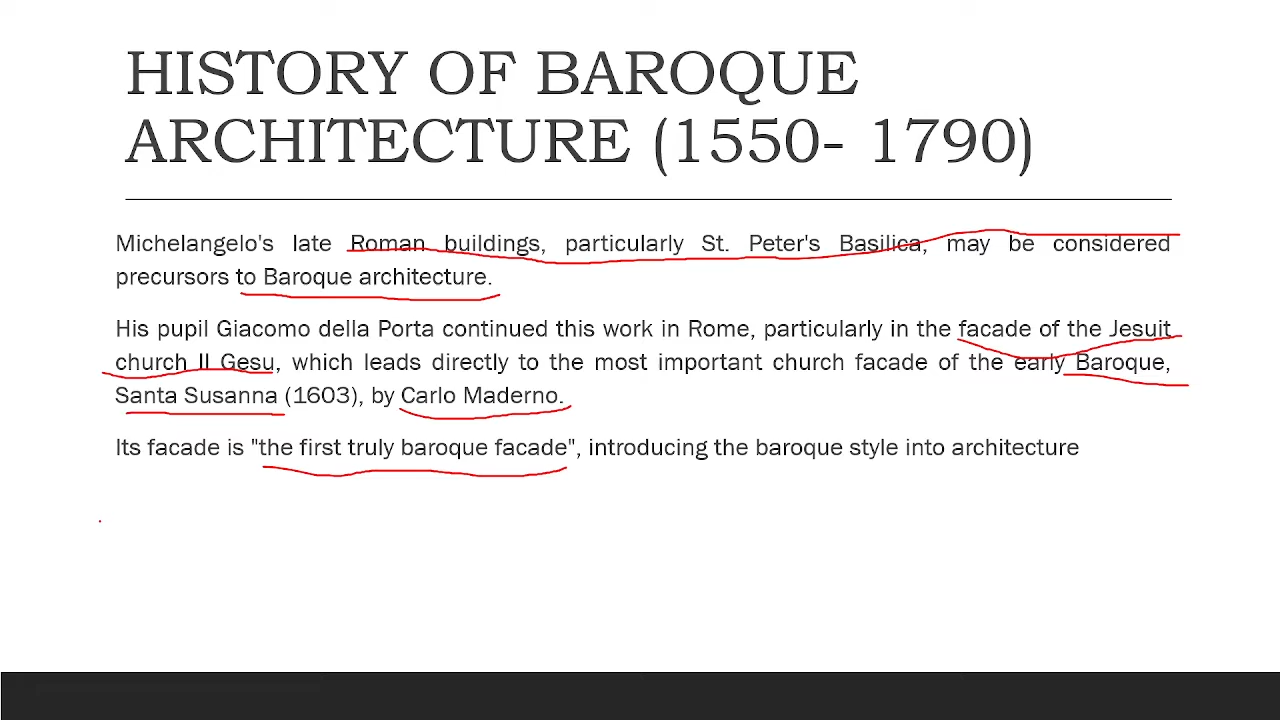 HISTORY OF BAROQUE
ARCHITECTURE (1550- 1790)
Michelangelo's late Roman buildings, particularly St. Peter's Basilica, may be considered
precursors to Baroque architecture.
His pupil Giacomo della Porta continued this work in Rome, particularly in the facade of the Jesuit
church Il Gesu, which leads directly to the most important church facade of the early Baroque,
Santa Susanna (1603), by Carlo Maderno.
Its facade is "the first truly baroque facade", introducing the baroque style into architecture